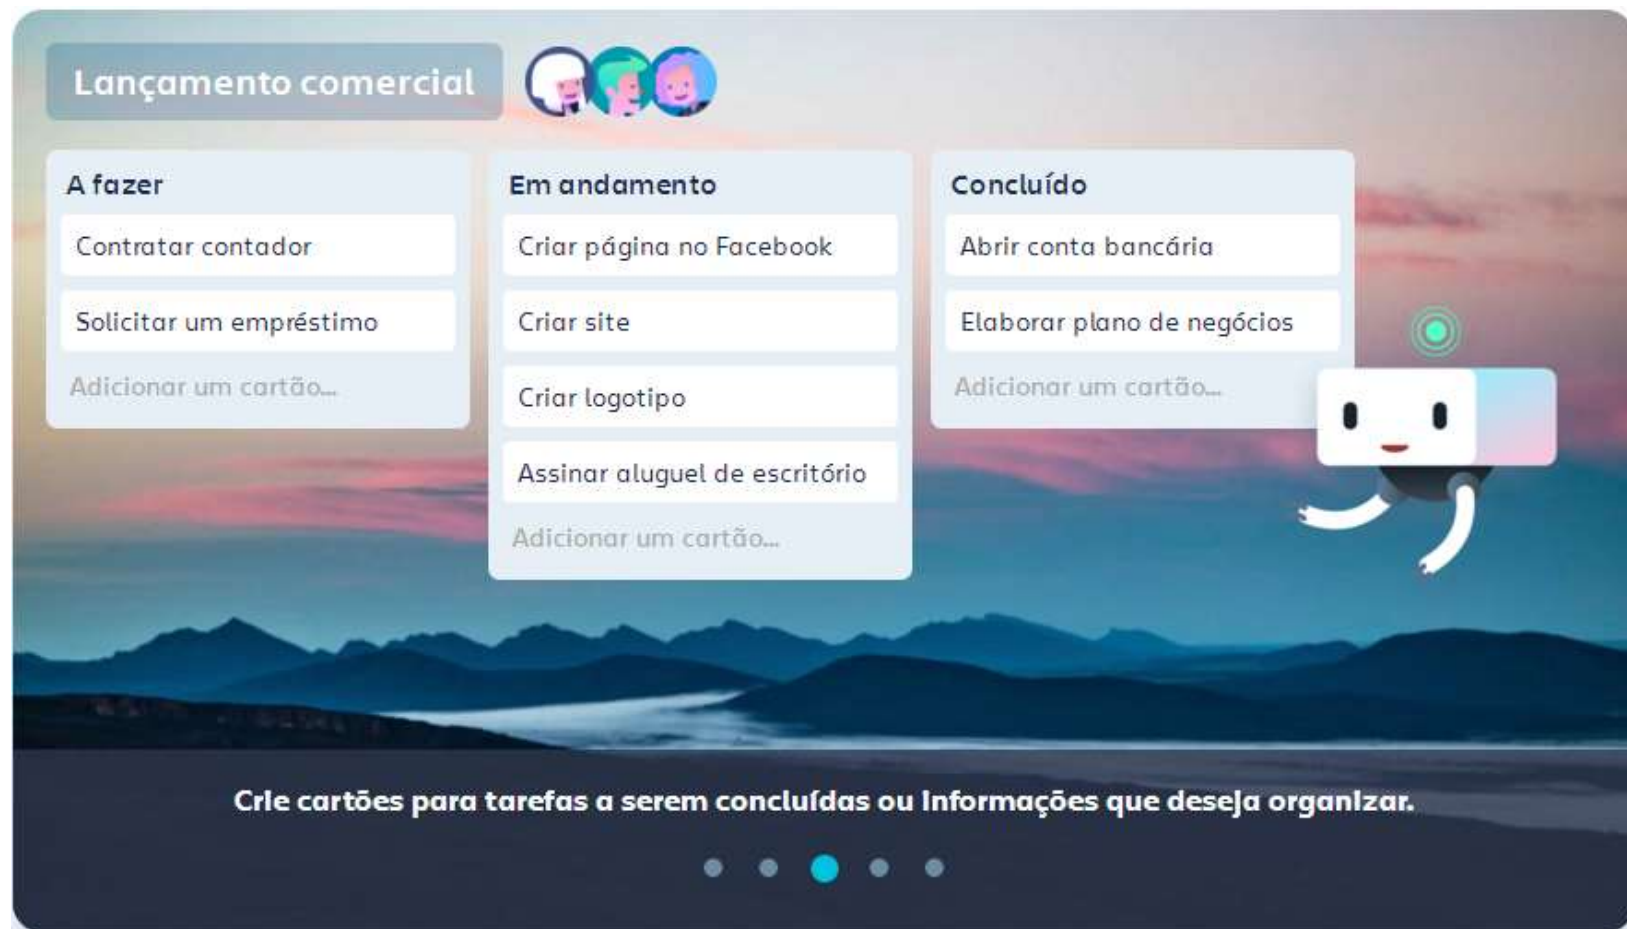 Lançamento comercial
A fazer
Contratar contador
Solicitar um empréstimo
Adicionar um cartão...
Em andamento
Criar página no Facebook
Criar site
Criar logotipo
Assinar aluguel de escritório
Adicionar um cartão...
Concluído
Abrir conta bancária
Elaborar plano de negócios
Adicionar um cartão...
Crie cartões para tarefas a serem concluídas ou informações que deseja organizar.